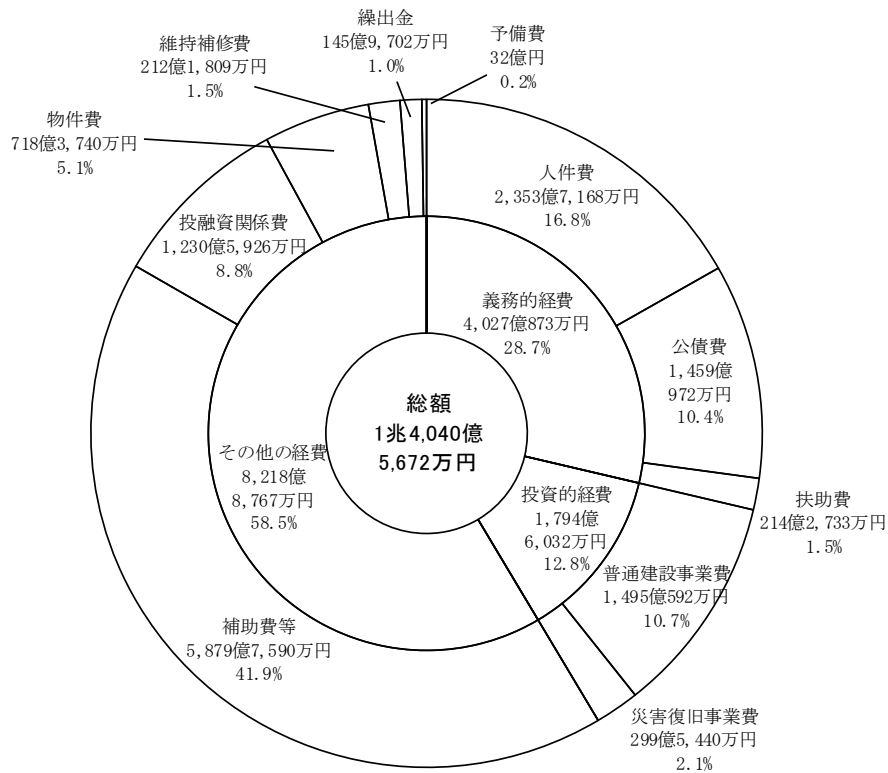 繰出金
145億9,702万円
1.0%
予備費
32億円
0.2%
維持補修費
212億1,809万円
1.5%
物件費
718億3,740万円
5.1%
人件費
2,353億7,168万円
16.8%
投融資関係費
1,230億5,926万円
8.8%
義務的経費
4,027億873万円
28.7%
公債費
1,459億
972万円
10.4%
総額
1兆4,040億
5,672万円
その他の経費
8,218億
8,767万円
58.5%
投資的経費
1,794億
6,032万円
12.8%
扶助費
214億2,733万円
1.5%
普通建設事業費
1,495億592万円
10.7%
補助費等
5,879億7,590万円
41.9%
災害復旧事業費
299億5,440万円
2.1%